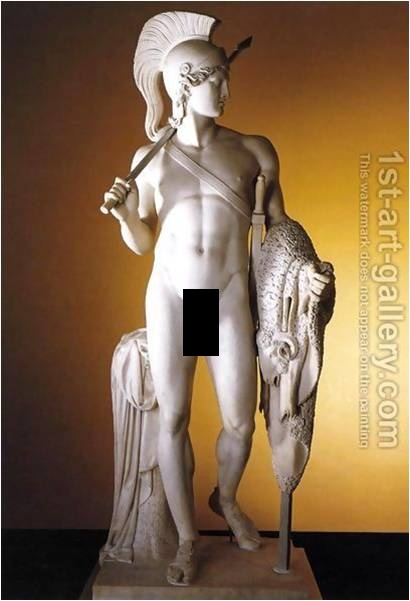 1st-art-gallery.com
This watermark does not appear on the painting